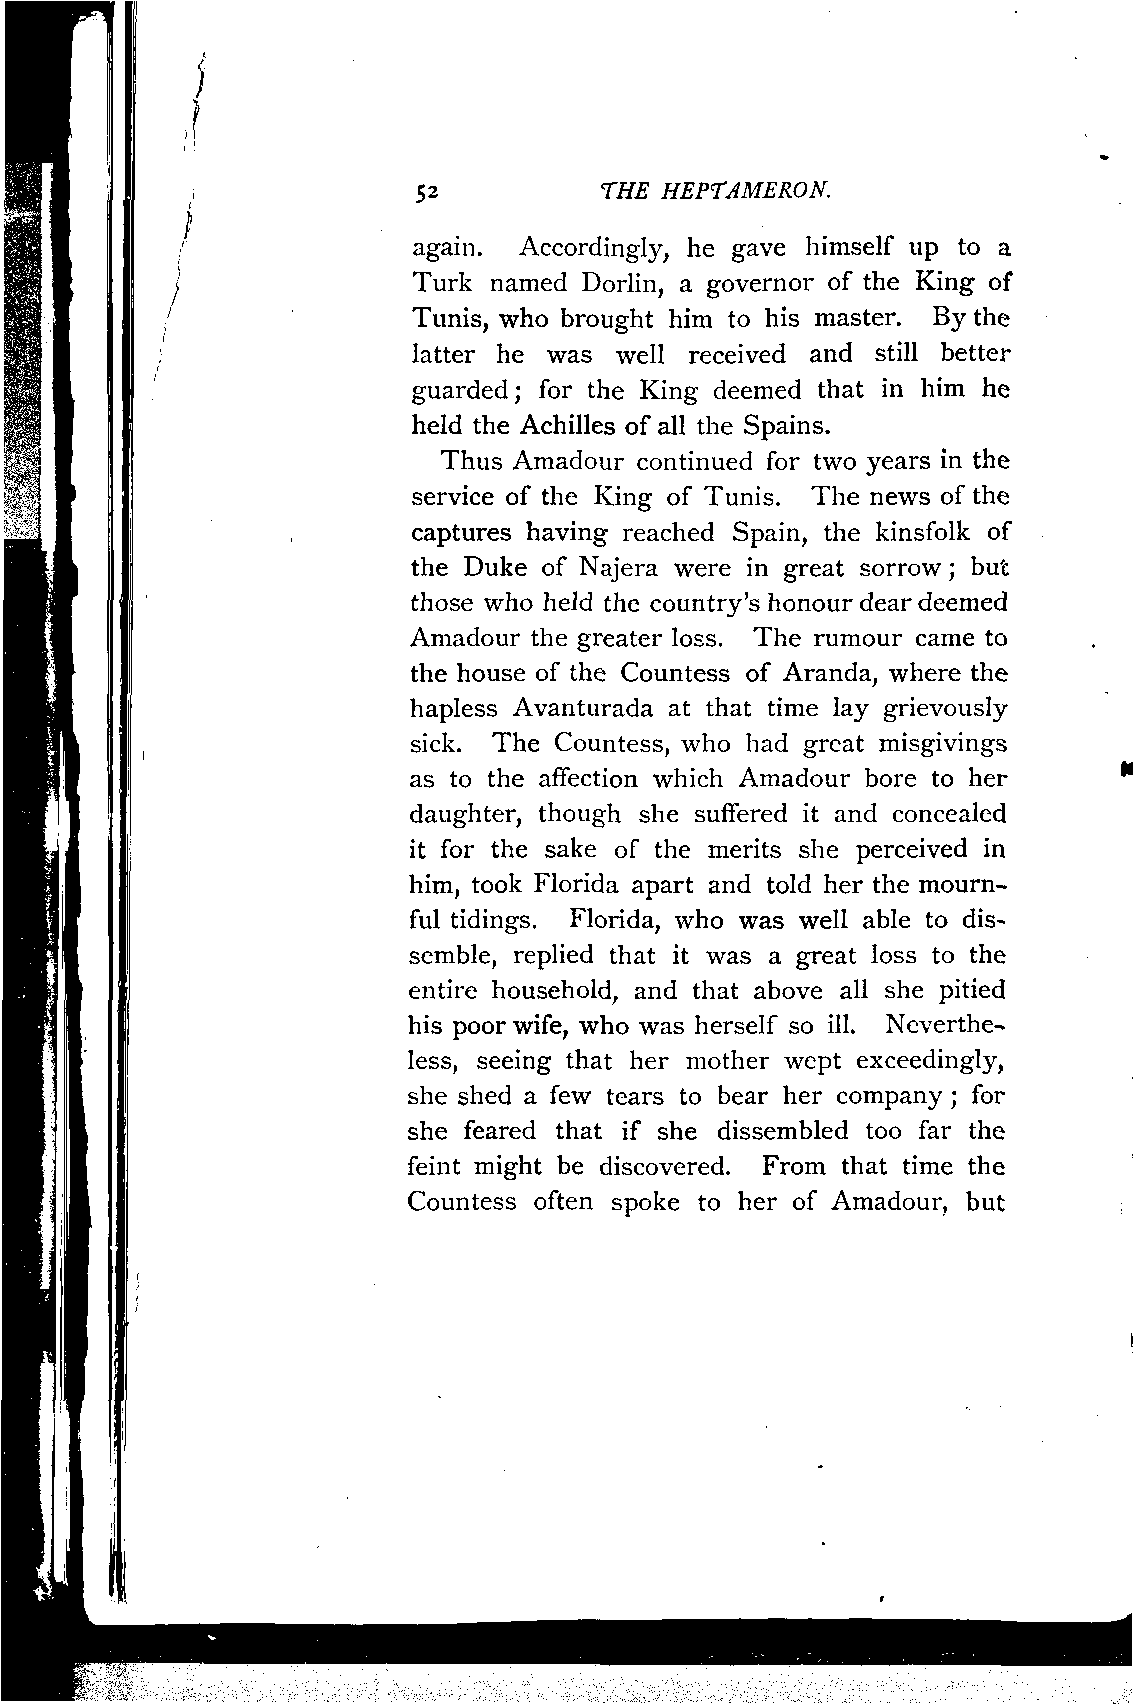 52 THE HEPTAMERON.
again. Accordingly, he gave himself up to a
Turk named Dorlin, a governor of the King of
Tunis, who brought him to his master. By the
latter he was well received and still better
guarded; for the King deemed that in him he
held the Achilles of all the Spains.
Thus Amadour continued for two years in the
service of the King of Tunis. The news of the
captures having reached Spain, the kinsfolk of
the Duke of Najera were in great sorrow; but
those who held the country's honour dear deemed
Amadour the greater loss. The rumour came to
the house of the Countess of Aranda, where the
hapless Avanturada at that time lay grievously
sick. The Countess, who had great misgivings
as to the affection which Amadour bore to her
daughter, though she suffered it and concealed
it for the sake of the merits she perceived in
him, took Florida apart and told her the mourn-
ful tidings. Florida, who was well able to dis-
semble, replied that it was a great loss to the
entire household, and that above all she pitied
his poor wife, who was herself so ill. Neverthe-
less, seeing that her mother wept exceedingly,
she shed a few tears to bear her company; for
she feared that if she dissembled too far the
feint might be discovered. From that time the
Countess often spoke to her of Amadour, but